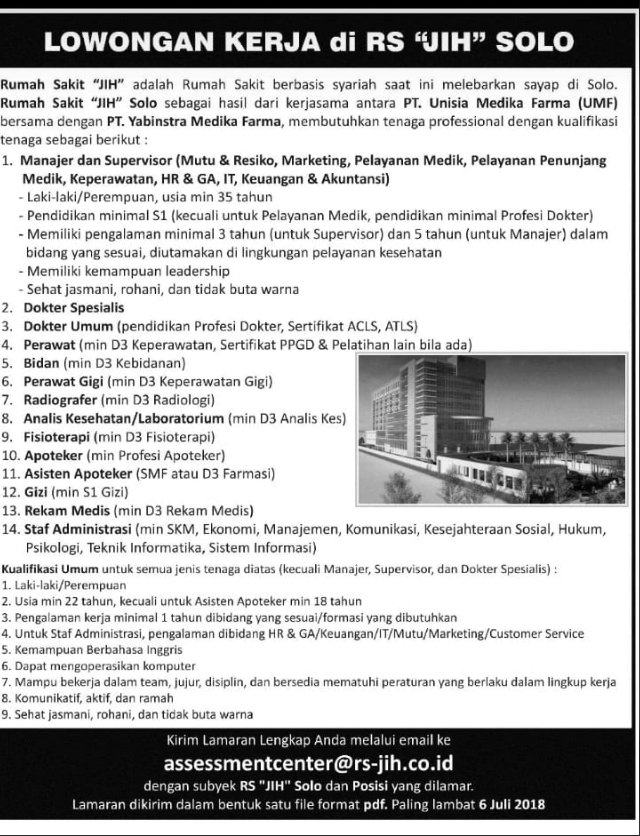 LOWONGAN KERJA di RS "JIH" SOLO
Rumah Sakit "JIH" adalah Rumah Sakit berbasis syariah saat ini melebarkan sayap di Solo.
Rumah Sakit "JIH" Solo sebagai hasil dari kerjasama antara PT. Unisia Medika Farma (UMF)
bersama dengan PT. Yabinstra Medika Farma, membutuhkan tenaga professional dengan kualifikasi
tenaga sebagai berikut :
1. Manajer dan Supervisor (Mutu & Resiko, Marketing, Pelayanan Medik, Pelayanan Penunjang
Medik, Keperawatan, HR & GA, IT, Keuangan & Akuntansi)
- Laki-laki/Perempuan, usia min 35 tahun
- Pendidikan minimal S1 (kecuali untuk Pelayanan Medik, pendidikan minimal Profesi Dokter)
- Memiliki pengalaman minimal 3 tahun (untuk Supervisor) dan 5 tahun (untuk Manajer) dalam
bidang yang sesuai, diutamakan di lingkungan pelayanan kesehatan
- Memiliki kemampuan leadership
- Sehat jasmani, rohani, dan tidak buta warna
2. Dokter Spesialis
3. Dokter Umum (pendidikan Profesi Dokter, Sertifikat ACLS, ATLS)
4. Perawat (min D3 Keperawatan, Sertifikat PPGD & Pelatihan lain bila ada)
5. Bidan (min D3 Kebidanan)
6. Perawat Gigi (min D3 Keperawatan Gigi)
7. Radiografer (min D3 Radiologi)
8. Analis Kesehatan/Laboratorium (min D3 Analis Kes)
9. Fisioterapi (min D3 Fisioterapi)
10. Apoteker (min Profesi Apoteker)
11. Asisten Apoteker (SMF atau D3 Farmasi)
12. Gizi (min S1 Gizi)
13. Rekam Medis (min D3 Rekam Medis)
14. Staf Administrasi (min SKM, Ekonomi, Manajemen, Komunikasi, Kesejahteraan Sosial, Hukum,
Psikologi, Teknik Informatika, Sistem Informasi)
Kualifikasi Umum untuk semua jenis tenaga diatas (kecuali Manajer, Supervisor, dan Dokter Spesialis) :
1. Laki-laki/Perempuan
2. Usia min 22 tahun, kecuali untuk Asisten Apoteker min 18 tahun
3. Pengalaman kerja minimal 1 tahun dibidang yang sesuai/formasi yang dibutuhkan
4. Untuk Staf Administrasi, pengalaman dibidang HR & GA/Keuangan/IT/Mutu/Marketing/Customer Service
5. Kemampuan Berbahasa Inggris
6. Dapat mengoperasikan komputer
7. Mampu bekerja dalam team, jujur, disiplin, dan bersedia mematuhi peraturan yang berlaku dalam lingkup kerja
8. Komunikatif, aktif, dan ramah
9. Sehat jasmani, rohani, dan tidak buta warna
Kirim Lamaran Lengkap Anda melalui email ke
assessmentcenter@rs-jih.co.id
dengan subyek RS "JIH" Solo dan Posisi yang dilamar.
Lamaran dikirim dalam bentuk satu file format pdf. Paling lambat 6 Juli 2018